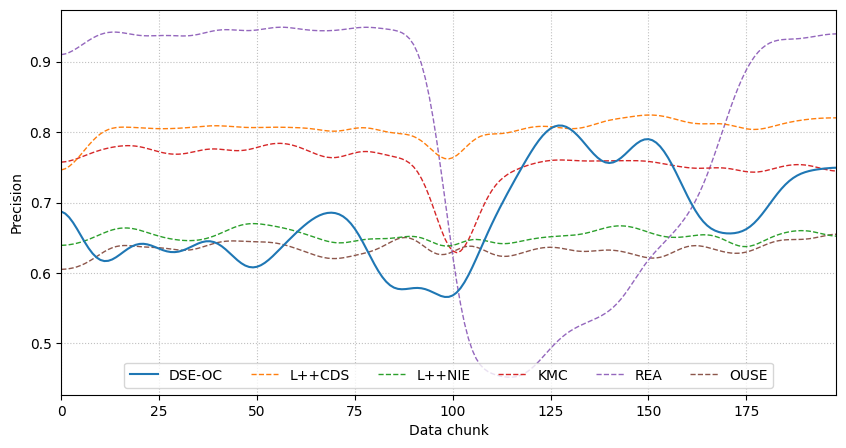 0.9
0.8
0.7
0.6
0.5
Precision
DSE-OC L++CDS L++NIE KMC REA OUSE
0 25 50 75 100 125 150 175
Data chunk